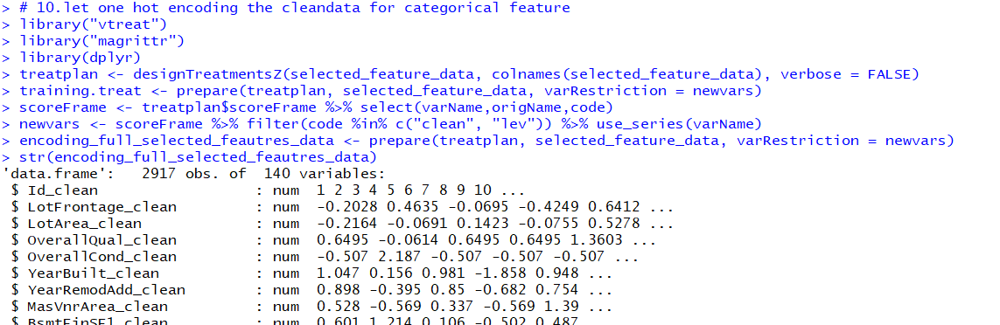 > # 10.let one hot encoding the cleandata for categorical feature
> library("vtreat")
> library("magrittr")
> library(dplyr)
> treatplan <- designTreatmentsZ(selected_feature_data, colnames(selected_feature_data), verbose = FALSE)
> training.treat <- prepare(treatplan, selected_feature_data, varRestriction = newvars)
> scoreFrame <- treatplan$scoreFrame %>% select(varName,origName,code)
> newvars <- scoreFrame %>% filter(code %in% c("clean", "lev")) %>% use_series(varName)
> encoding_full_selected_feautres_data <- prepare(treatplan, selected_feature_data, varRestriction = newvars)
> str(encoding_full_selected_feautres_data)
'data.frame':	2917 obs. of  140 variables:
 $ Id_clean                  : num  1 2 3 4 5 6 7 8 9 10 ...
 $ LotFrontage_clean         : num  -0.2028 0.4635 -0.0695 -0.4249 0.6412 ...
 $ LotArea_clean             : num  -0.2164 -0.0691 0.1423 -0.0755 0.5278 ...
 $ OverallQual_clean         : num  0.6495 -0.0614 0.6495 0.6495 1.3603 ...
 $ OverallCond_clean         : num  -0.507 2.187 -0.507 -0.507 -0.507 ...
 $ YearBuilt_clean           : num  1.047 0.156 0.981 -1.858 0.948 ...
 $ YearRemodAdd_clean        : num  0.898 -0.395 0.85 -0.682 0.754 ...
 $ MasVnrArea_clean          : num  0.528 -0.569 0.337 -0.569 1.39 ...
 $ BsmtFinSF1_clean          : num  0.601 1.214 0.106 -0.502 0.487